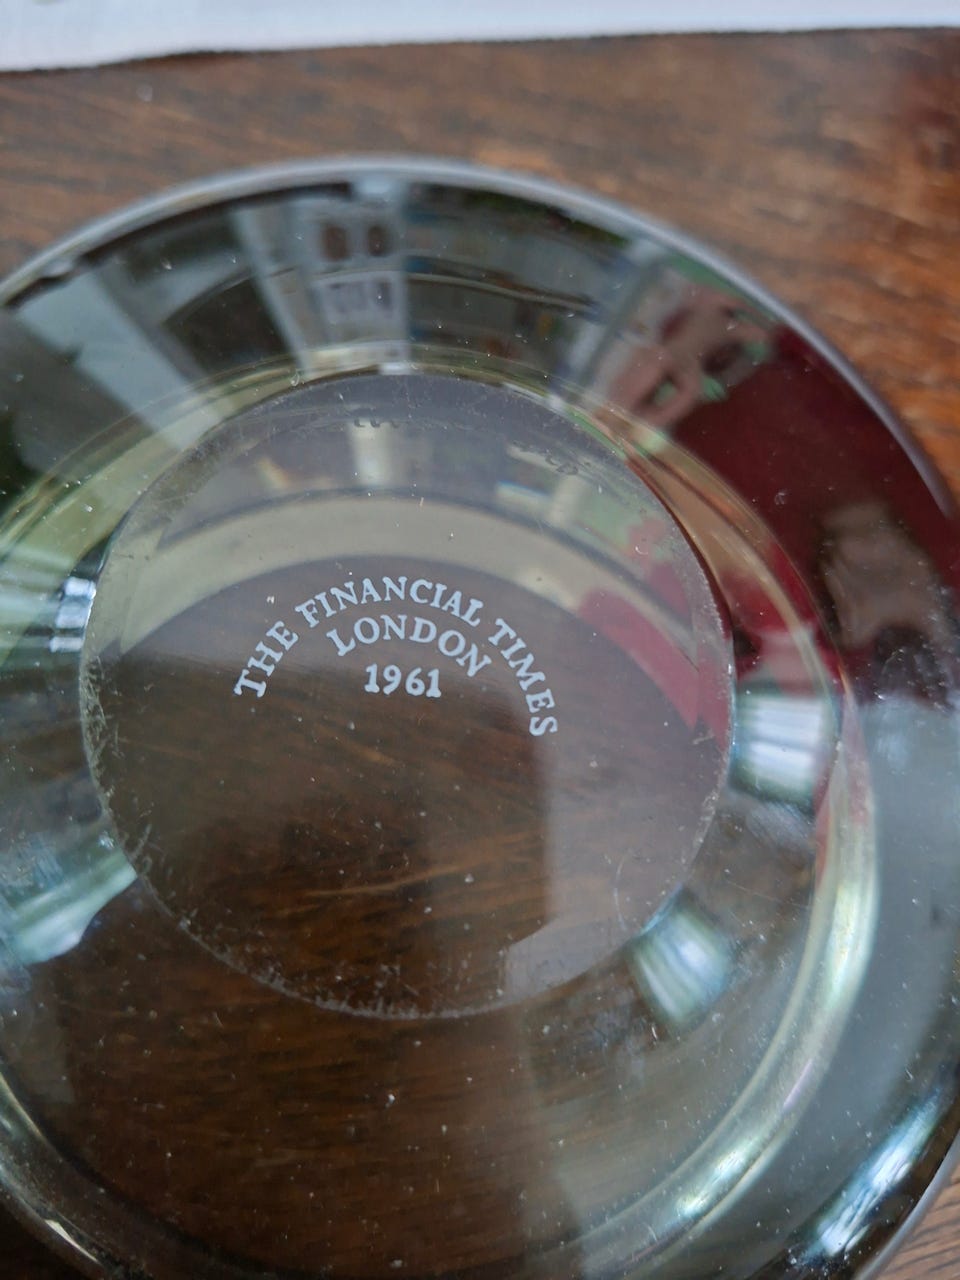 THE FINANCIAL TIMES
LONDON
1961